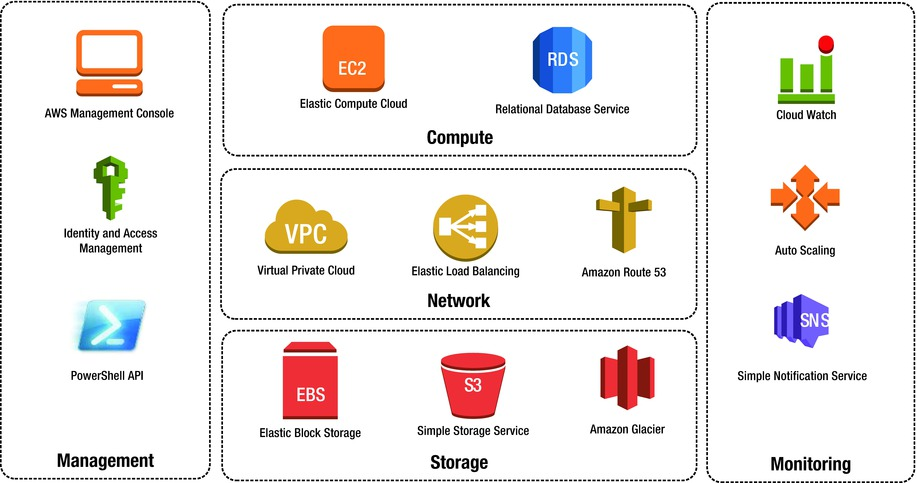 AWS Management Console
Identity and Access
Management
PowerShell API
Management
EC2
Elastic Compute Cloud
RDS
Relational Database Service
Compute
VPC
Virtual Private Cloud
Elastic Load Balancing
Amazon Route 53
Network
EBS
Elastic Block Storage
S3
Simple Storage Service
Amazon Glacier
Storage
Cloud Watch
Auto Scaling
SNS
Simple Notification Service
Monitoring